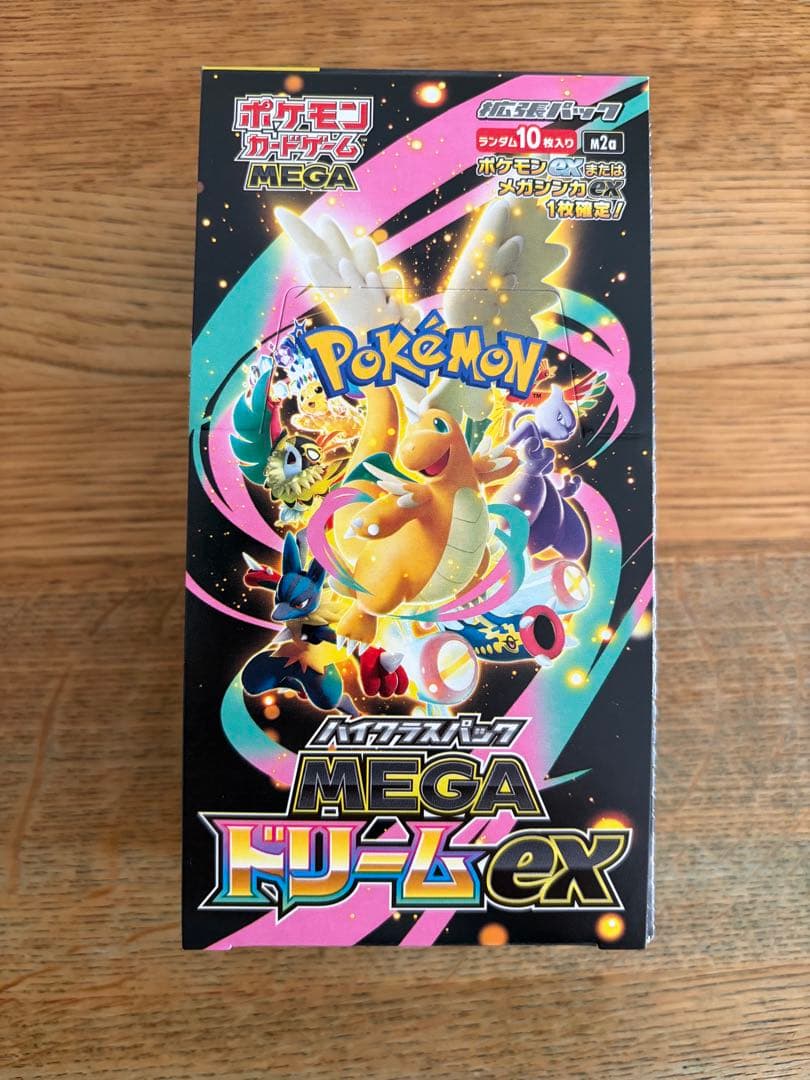 ポケモン
カードゲーム
MEGA
拡張パック
ランダム10枚入り
M2a
ポケモンexまたは
メガシンカex
1枚確定!
POKéMON
TM
ハイクラスパック
MEGA
ドリームex